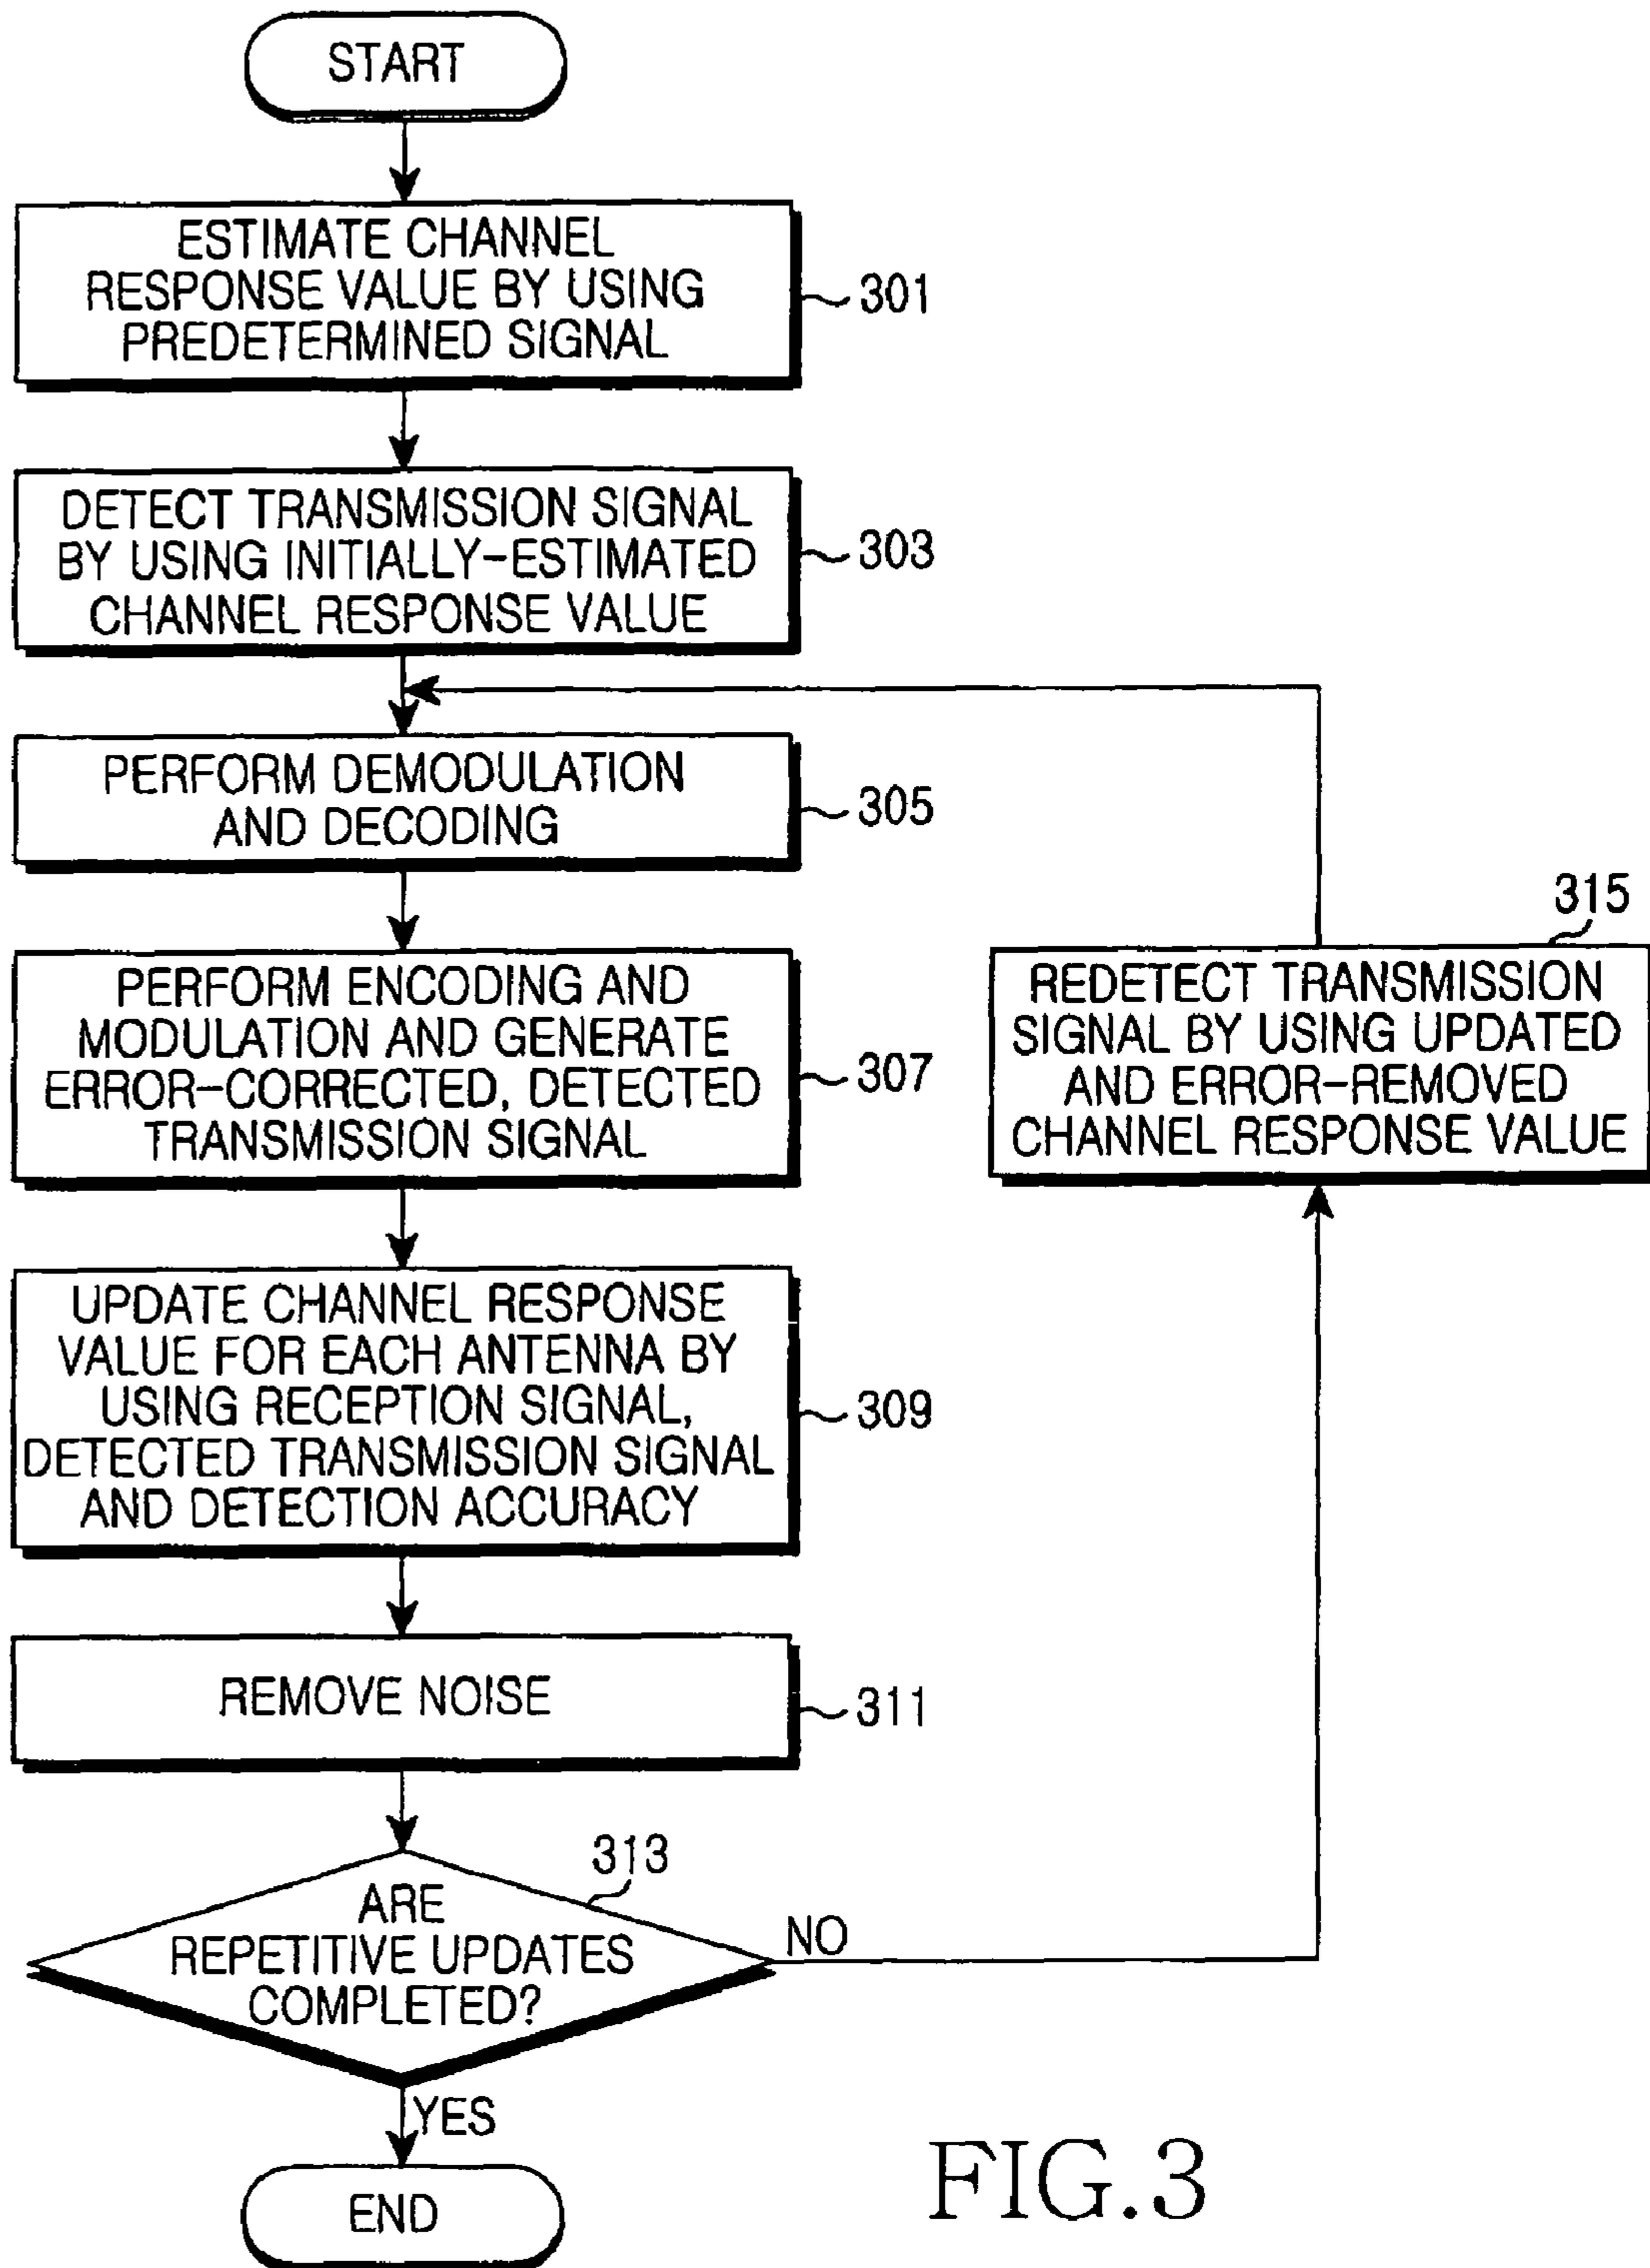 START
ESTIMATE CHANNEL
RESPONSE VALUE BY USING
PREDETERMINED SIGNAL
301
DETECT TRANSMISSION SIGNAL
BY USING INITIALLY-ESTIMATED
CHANNEL RESPONSE VALUE
303
PERFORM DEMODULATION
AND DECODING
305
PERFORM ENCODING AND
MODULATION AND GENERATE
ERROR-CORRECTED, DETECTED
TRANSMISSION SIGNAL
307
315
REDETECT TRANSMISSION
SIGNAL BY USING UPDATED
AND ERROR-REMOVED
CHANNEL RESPONSE VALUE
UPDATE CHANNEL RESPONSE
VALUE FOR EACH ANTENNA BY
USING RECEPTION SIGNAL,
DETECTED TRANSMISSION SIGNAL
AND DETECTION ACCURACY
309
REMOVE NOISE
311
313
ARE
REPETITIVE UPDATES
COMPLETED?
NO
YES
END
FIG.3